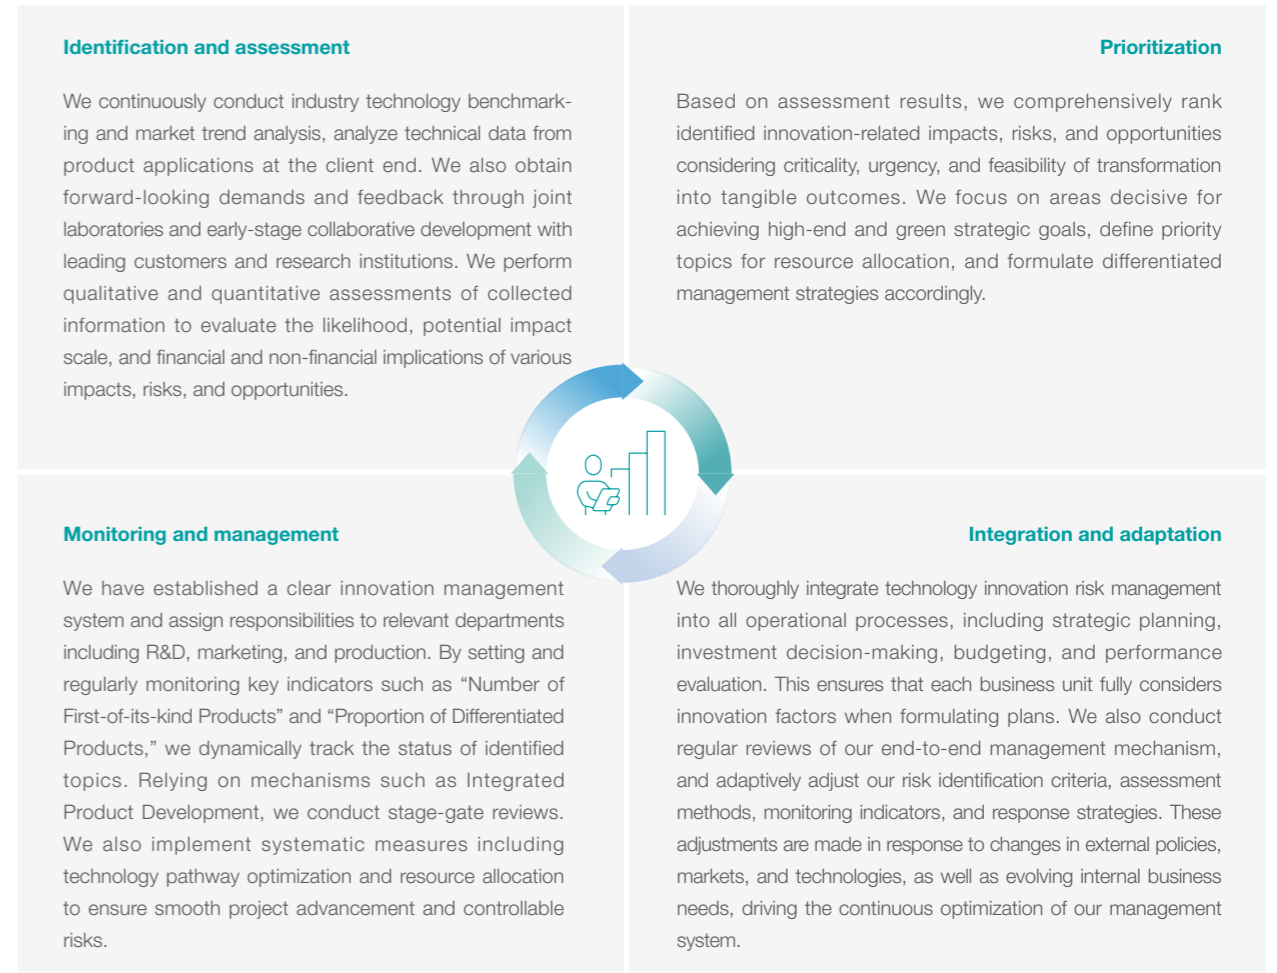 Identification and assessment
We continuously conduct industry technology benchmark-
ing and market trend analysis, analyze technical data from
product applications at the client end. We also obtain
forward-looking demands and feedback through joint
laboratories and early-stage collaborative development with
leading customers and research institutions. We perform
qualitative and quantitative assessments of collected
information to evaluate the likelihood, potential impact
scale, and financial and non-financial implications of various
impacts, risks, and opportunities.
Prioritization
Based on assessment results, we comprehensively rank
identified innovation-related impacts, risks, and opportunities
considering criticality, urgency, and feasibility of transformation
into tangible outcomes. We focus on areas decisive for
achieving high-end and green strategic goals, define priority
topics for resource allocation, and formulate differentiated
management strategies accordingly.
Monitoring and management
We have established a clear innovation management
system and assign responsibilities to relevant departments
including R&D, marketing, and production. By setting and
regularly monitoring key indicators such as “Number of
First-of-its-kind Products” and “Proportion of Differentiated
Products,” we dynamically track the status of identified
topics. Relying on mechanisms such as Integrated
Product Development, we conduct stage-gate reviews.
We also implement systematic measures including
technology pathway optimization and resource allocation
to ensure smooth project advancement and controllable
risks.
Integration and adaptation
We thoroughly integrate technology innovation risk management
into all operational processes, including strategic planning,
investment decision-making, budgeting, and performance
evaluation. This ensures that each business unit fully considers
innovation factors when formulating plans. We also conduct
regular reviews of our end-to-end management mechanism,
and adaptively adjust our risk identification criteria, assessment
methods, monitoring indicators, and response strategies. These
adjustments are made in response to changes in external policies,
markets, and technologies, as well as evolving internal business
needs, driving the continuous optimization of our management
system.